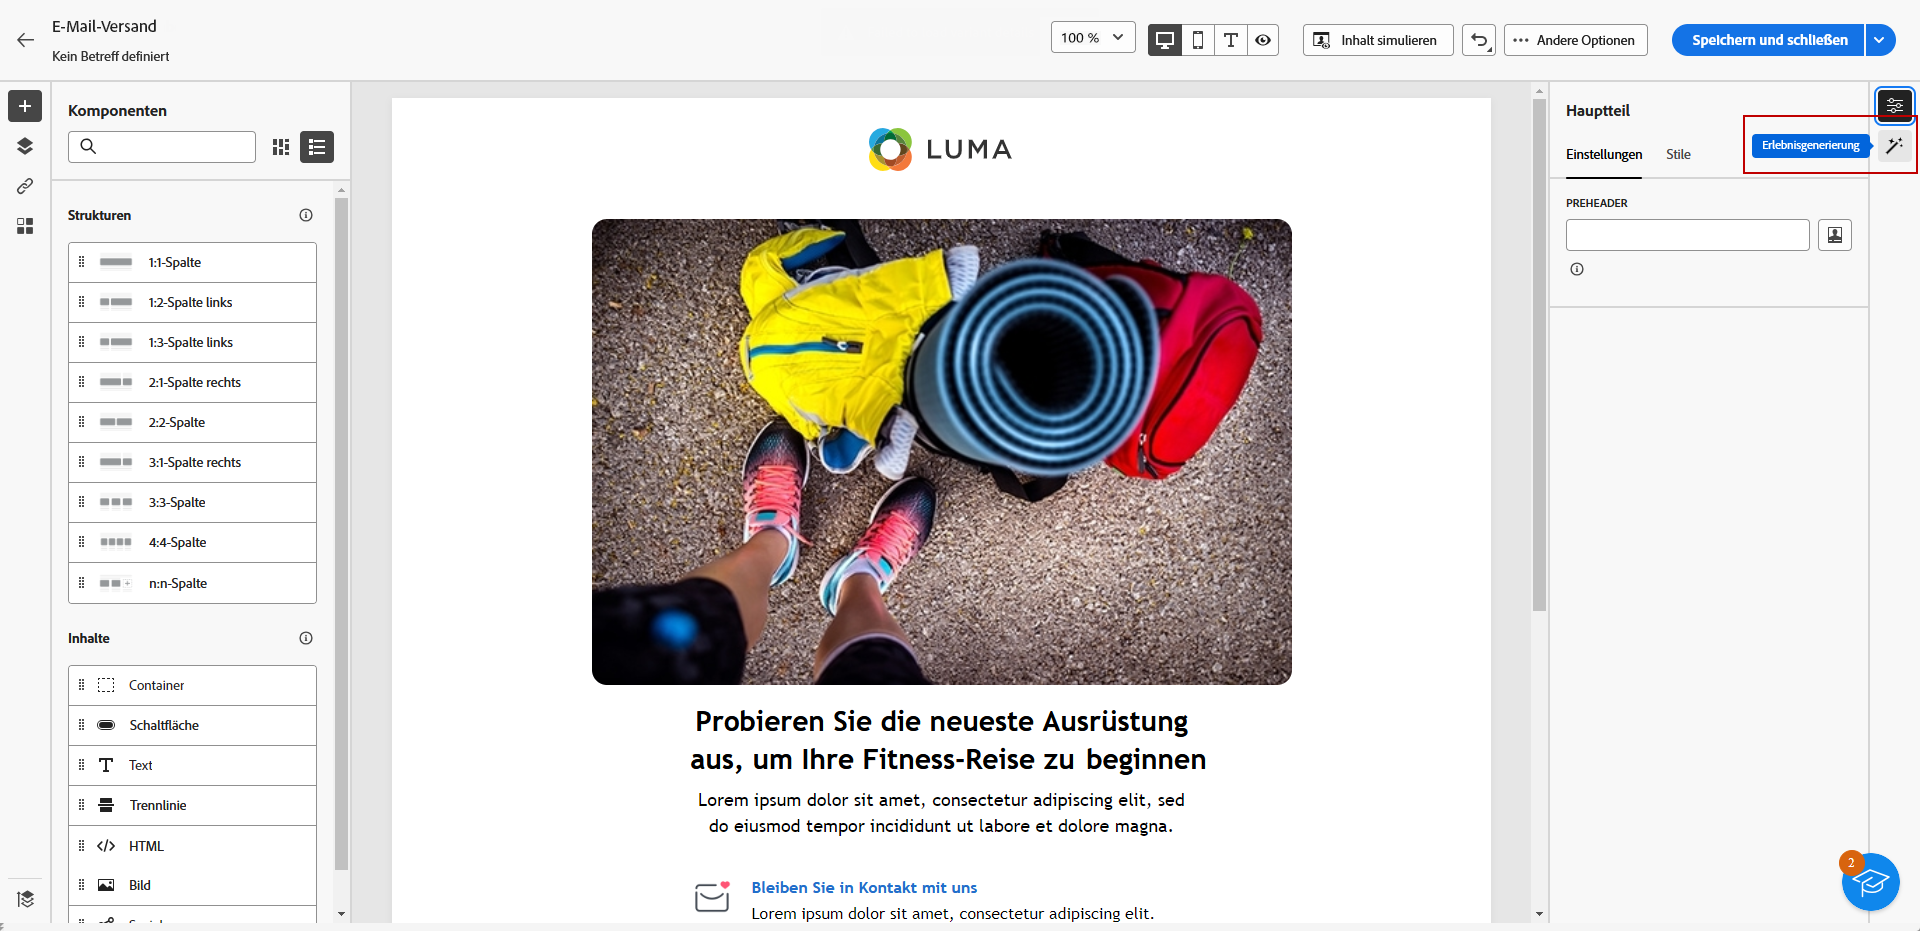 E-Mail-Versand
Kein Betreff definiert
100 %
Inhalt simulieren
Andere Optionen
Speichern und schließen
Komponenten
Strukturen
1:1-Spalte
1:2-Spalte links
1:3-Spalte links
2:1-Spalte rechts
2:2-Spalte
3:1-Spalte rechts
3:3-Spalte
4:4-Spalte
n:n-Spalte
Inhalte
Container
Schaltfläche
Text
Trennlinie
HTML
Bild
LUMA
Probieren Sie die neueste Ausrüstung
aus, um Ihre Fitness-Reise zu beginnen
Lorem ipsum dolor sit amet, consectetur adipiscing elit, sed
do eiusmod tempor incididunt ut labore et dolore magna.
Bleiben Sie in Kontakt mit uns
Lorem ipsum dolor sit amet, consectetur adipiscing elit.
Hauptteil
Erlebnisgenerierung
Einstellungen
Stile
PREHEADER
2